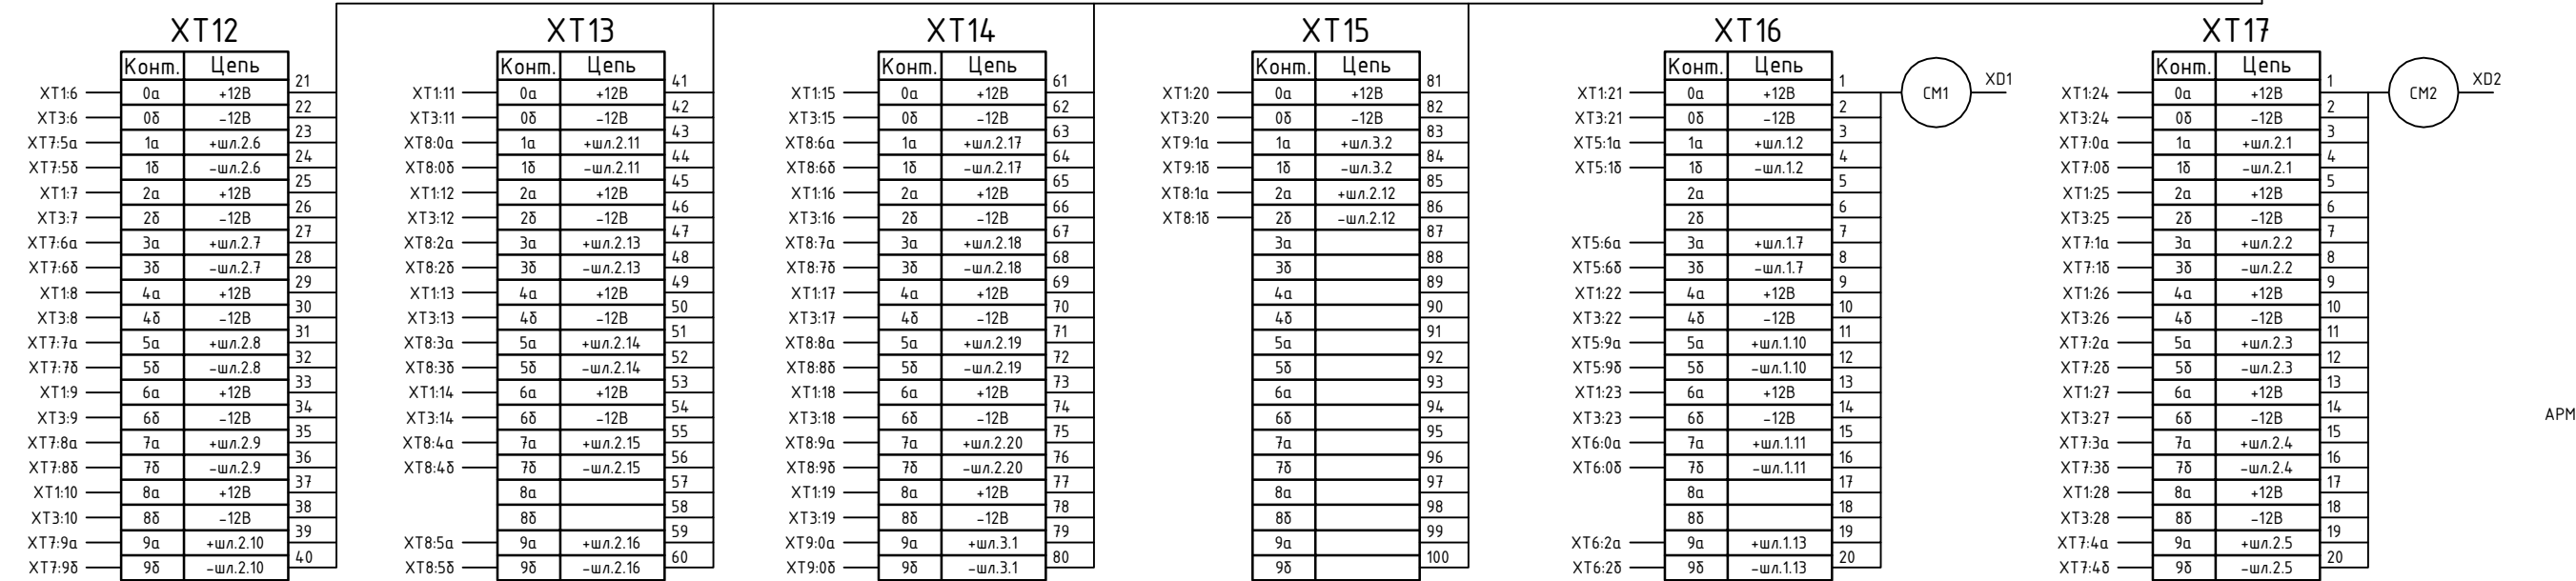 XT12 XT13 XT14 XT15 XT16 XT17
Конт. Цепь 21 Конт. Цепь 41 Конт. Цепь 61 Конт. Цепь 81 Конт. Цепь 1 СМ1 XD1 Конт. Цепь 1 СМ2 XD2
XT1:6 0а +12В 22 XT1:11 0а +12В 42 XT1:15 0а +12В 62 XT1:20 0а +12В 82 XT1:21 0а +12В 2 XT1:24 0а +12В 2
XT3:6 0б -12В 23 XT3:11 0б -12В 43 XT3:15 0б -12В 63 XT3:20 0б -12В 83 XT3:21 0б -12В 3 XT3:24 0б -12В 3
XT7:5а 1а +шл.2.6 24 XT8:0а 1а +шл.2.11 44 XT8:6а 1а +шл.2.17 64 XT9:1а 1а +шл.3.2 84 XT5:1а 1а +шл.1.2 4 XT7:0а 1а +шл.2.1 4
XT7:5б 1б -шл.2.6 25 XT8:0б 1б -шл.2.11 45 XT8:6б 1б -шл.2.17 65 XT9:1б 1б -шл.3.2 85 XT5:1б 1б -шл.1.2 5 XT7:0б 1б -шл.2.1 5
XT1:7 2а +12В 26 XT1:12 2а +12В 46 XT1:16 2а +12В 66 XT8:1а 2а +шл.2.12 86 2а 6 XT1:25 2а +12В 6
XT3:7 2б -12В 27 XT3:12 2б -12В 47 XT3:16 2б -12В 67 XT8:1б 2б -шл.2.12 87 2б 7 XT3:25 2б -12В 7
XT7:6а 3а +шл.2.7 28 XT8:2а 3а +шл.2.13 48 XT8:7а 3а +шл.2.18 68 3а 88 XT5:6а 3а +шл.1.7 8 XT7:1а 3а +шл.2.2 8
XT7:6б 3б -шл.2.7 29 XT8:2б 3б -шл.2.13 49 XT8:7б 3б -шл.2.18 69 3б 89 XT5:6б 3б -шл.1.7 9 XT7:1б 3б -шл.2.2 9
XT1:8 4а +12В 30 XT1:13 4а +12В 50 XT1:17 4а +12В 70 4а 90 XT1:22 4а +12В 10 XT1:26 4а +12В 10
XT3:8 4б -12В 31 XT3:13 4б -12В 51 XT3:17 4б -12В 71 4б 91 XT3:22 4б -12В 11 XT3:26 4б -12В 11
XT7:7а 5а +шл.2.8 32 XT8:3а 5а +шл.2.14 52 XT8:8а 5а +шл.2.19 72 5а 92 XT5:9а 5а +шл.1.10 12 XT7:2а 5а +шл.2.3 12
XT7:7б 5б -шл.2.8 33 XT8:3б 5б -шл.2.14 53 XT8:8б 5б -шл.2.19 73 5б 93 XT5:9б 5б -шл.1.10 13 XT7:2б 5б -шл.2.3 13
XT1:9 6а +12В 34 XT1:14 6а +12В 54 XT1:18 6а +12В 74 6а 94 XT1:23 6а +12В 14 XT1:27 6а +12В 14
XT3:9 6б -12В 35 XT3:14 6б -12В 55 XT3:18 6б -12В 75 6б 95 XT3:23 6б -12В 15 XT3:27 6б -12В 15 АРМ
XT7:8а 7а +шл.2.9 36 XT8:4а 7а +шл.2.15 56 XT8:9а 7а +шл.2.20 76 7а 96 XT6:0а 7а +шл.1.11 16 XT7:3а 7а +шл.2.4 16
XT7:8б 7б -шл.2.9 37 XT8:4б 7б -шл.2.15 57 XT8:9б 7б -шл.2.20 77 7б 97 XT6:0б 7б -шл.1.11 17 XT7:3б 7б -шл.2.4 17
XT1:10 8а +12В 38 8а 58 XT1:19 8а +12В 78 8а 98 8а 18 XT1:28 8а +12В 18
XT3:10 8б -12В 39 8б 59 XT3:19 8б -12В 79 8б 99 8б 19 XT3:28 8б -12В 19
XT7:9а 9а +шл.2.10 40 XT8:5а 9а +шл.2.16 60 XT9:0а 9а +шл.3.1 80 9а 100 XT6:2а 9а +шл.1.13 20 XT7:4а 9а +шл.2.5 20
XT7:9б 9б -шл.2.10 XT8:5б 9б -шл.2.16 XT9:0б 9б -шл.3.1 9б XT6:2б 9б -шл.1.13 XT7:4б 9б -шл.2.5